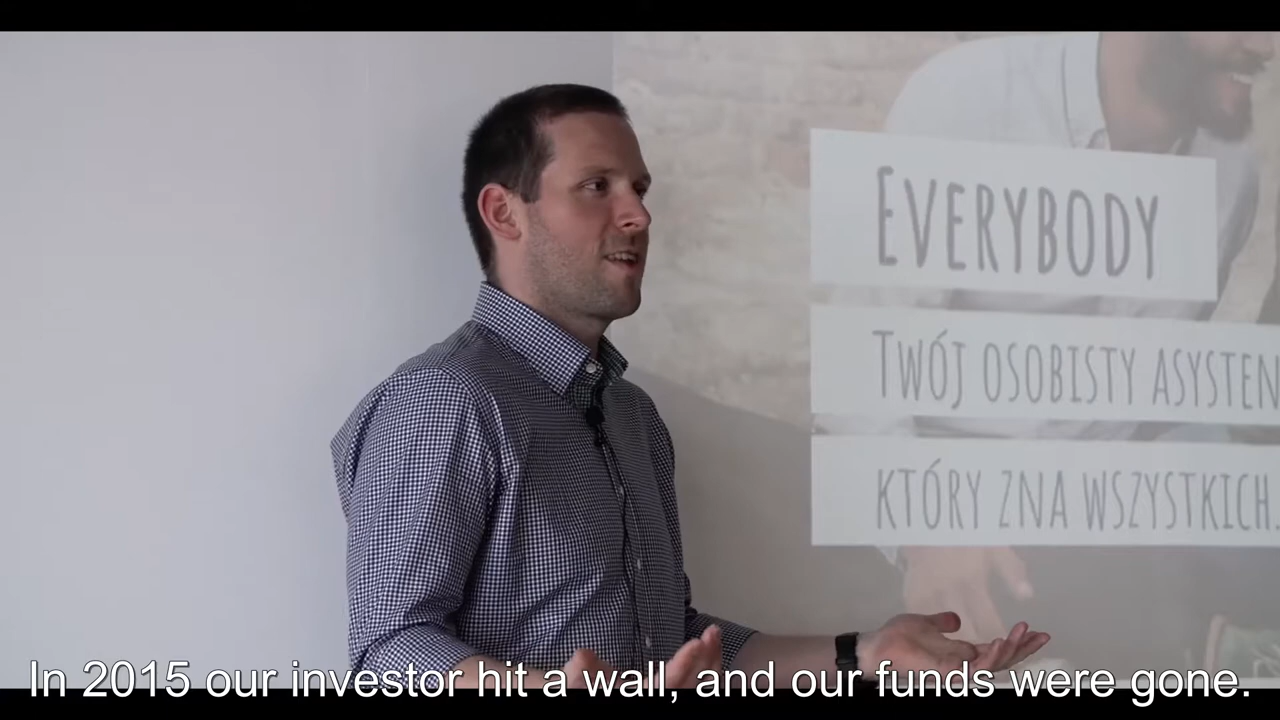 EVERYBODY
TWÓJ OSOBISTY ASYSTEN
KTÓRY ZNA WSZYSTKICH.
In 2015 our investor hit a wall, and our funds were gone.